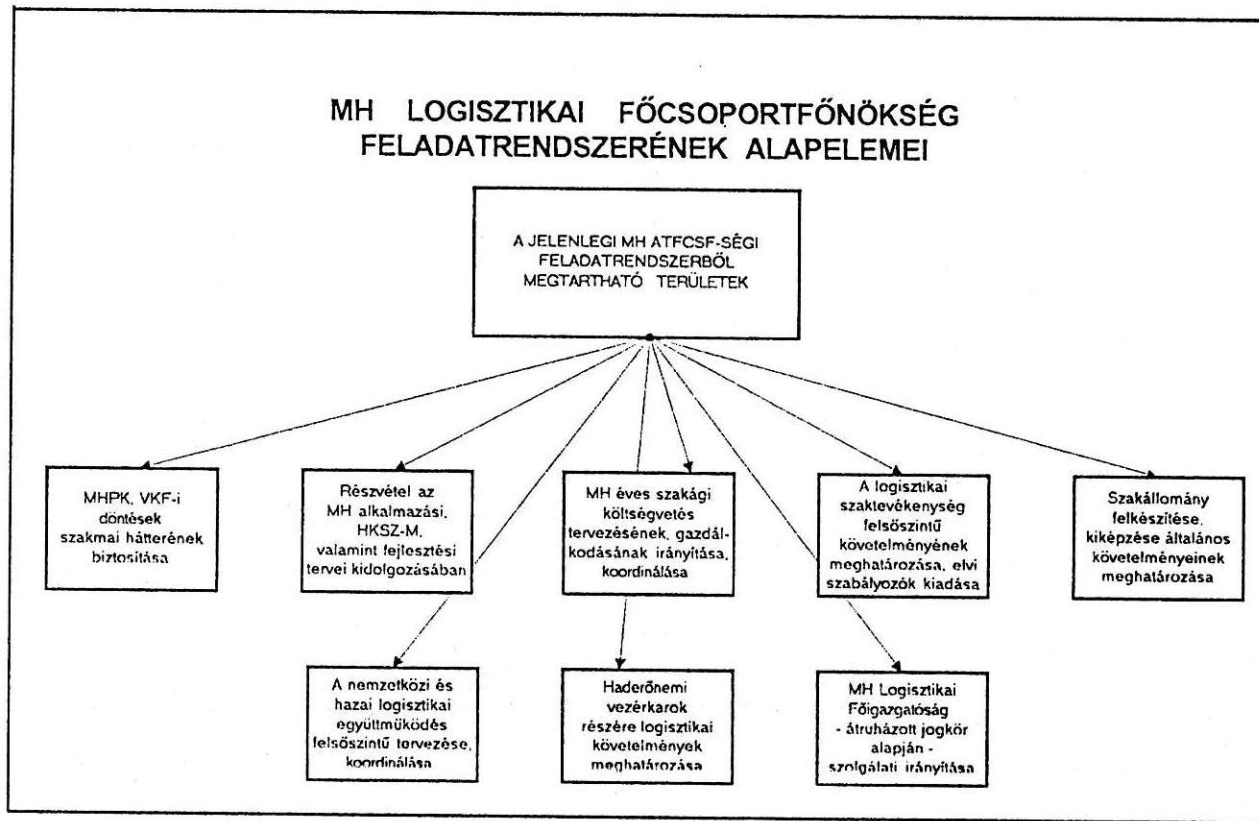 MH LOGISZTIKAI FŐCSOPORTFŐNÖKSÉG
FELADATRENDSZERÉNEK ALAPELEMEI
A JELENLEGI MH ATFCSF-SÉGI
FELADATRENDSZERBŐL
MEGTARTHATÓ TERÜLETEK
MHPK, VKF-i
döntések
szakmai hátterének
biztosítása
Részvétel az
MH alkalmazási,
HKSZ-M,
valamint fejlesztési
tervei kidolgozásában
MH éves szakági
költségvetés
tervezésének, gazdál-
kodásának irányítása,
koordinálása
A logisztikai
szaktevékenység
felsőszintű
követelményének
meghatározása, elvi
szabályozók kiadása
Szakállomány
felkészítése,
kiképzése általános
követelményeinek
meghatározása
A nemzetközi és
hazai logisztikai
együttműködés
felsőszintű tervezése,
koordinálása
Haderőnemi
vezérkarok
részére logisztikai
követelmények
meghatározása
MH Logisztikai
Főigazgatóság
- átruházott jogkör
alapján -
szolgálati irányítása